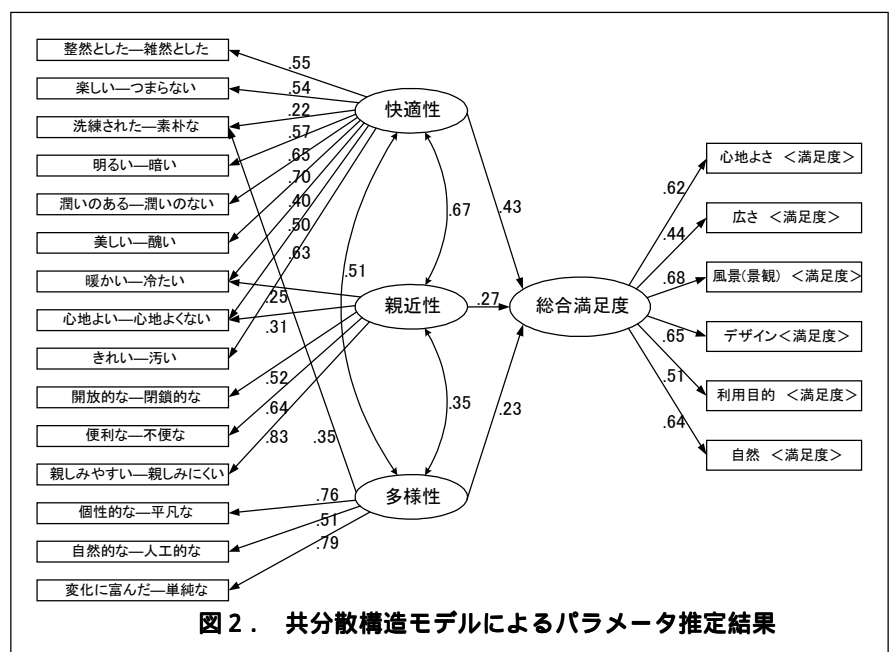 整然とした―雑然とした
楽しい―つまらない
洗練された―素朴な
明るい―暗い
潤いのある―潤いのない
美しい―醜い
暖かい―冷たい
心地よい―心地よくない
きれい―汚い
開放的な―閉鎖的な
便利な―不便な
親しみやすい―親しみにくい
個性的な―平凡な
自然的な―人工的な
変化に富んだ―単純な
.55
.54
.22
.57
.65
.70
.40
.50
.63
.25
.31
.52
.64
.83
.35
.76
.51
.79
快適性
親近性
多様性
.67
.51
.35
.43
.27
.23
総合満足度
.62
.44
.68
.65
.51
.64
心地よさ <満足度>
広さ <満足度>
風景(景観) <満足度>
デザイン<満足度>
利用目的 <満足度>
自然 <満足度>
図2. 共分散構造モデルによるパラメータ推定結果